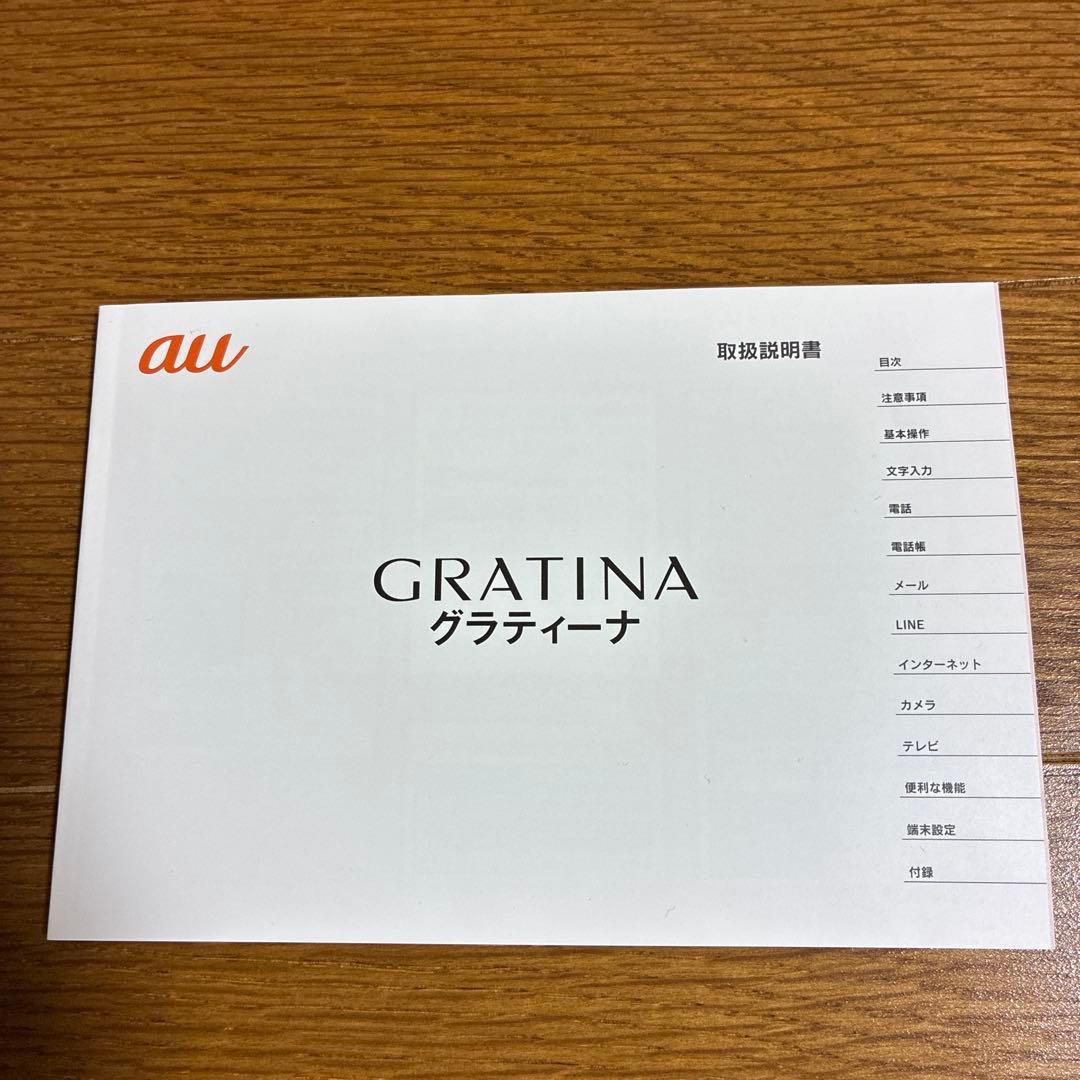 au
取扱説明書
GRATINA
グラティーナ
目次
注意事項
基本操作
文字入力
電話
電話帳
メール
LINE
インターネット
カメラ
テレビ
便利な機能
端末設定
付録